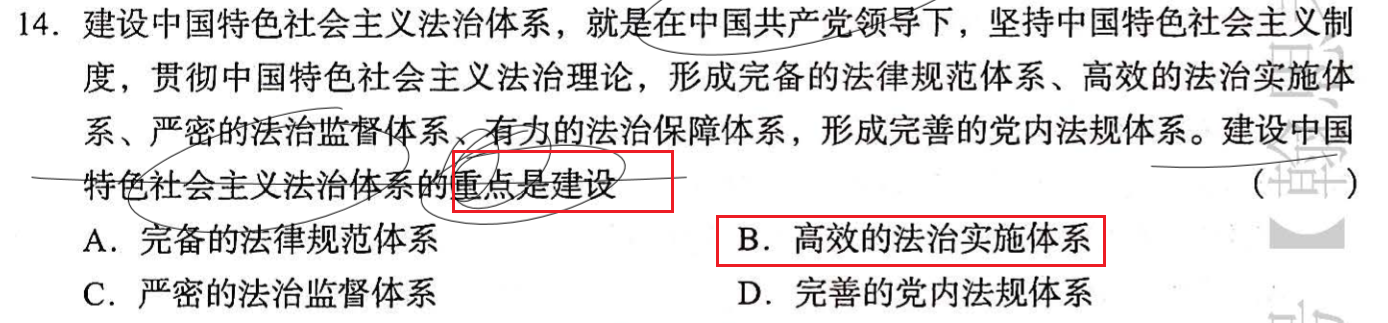 14. 建设中国特色社会主义法治体系，就是在中国共产党领导下，坚持中国特色社会主义制
度，贯彻中国特色社会主义法治理论，形成完备的法律规范体系、高效的法治实施体
系、严密的法治监督体系、有力的法治保障体系，形成完善的党内法规体系。建设中国
特色社会主义法治体系的重点是建设 （ ）
A. 完备的法律规范体系 B. 高效的法治实施体系
C. 严密的法治监督体系 D. 完善的党内法规体系